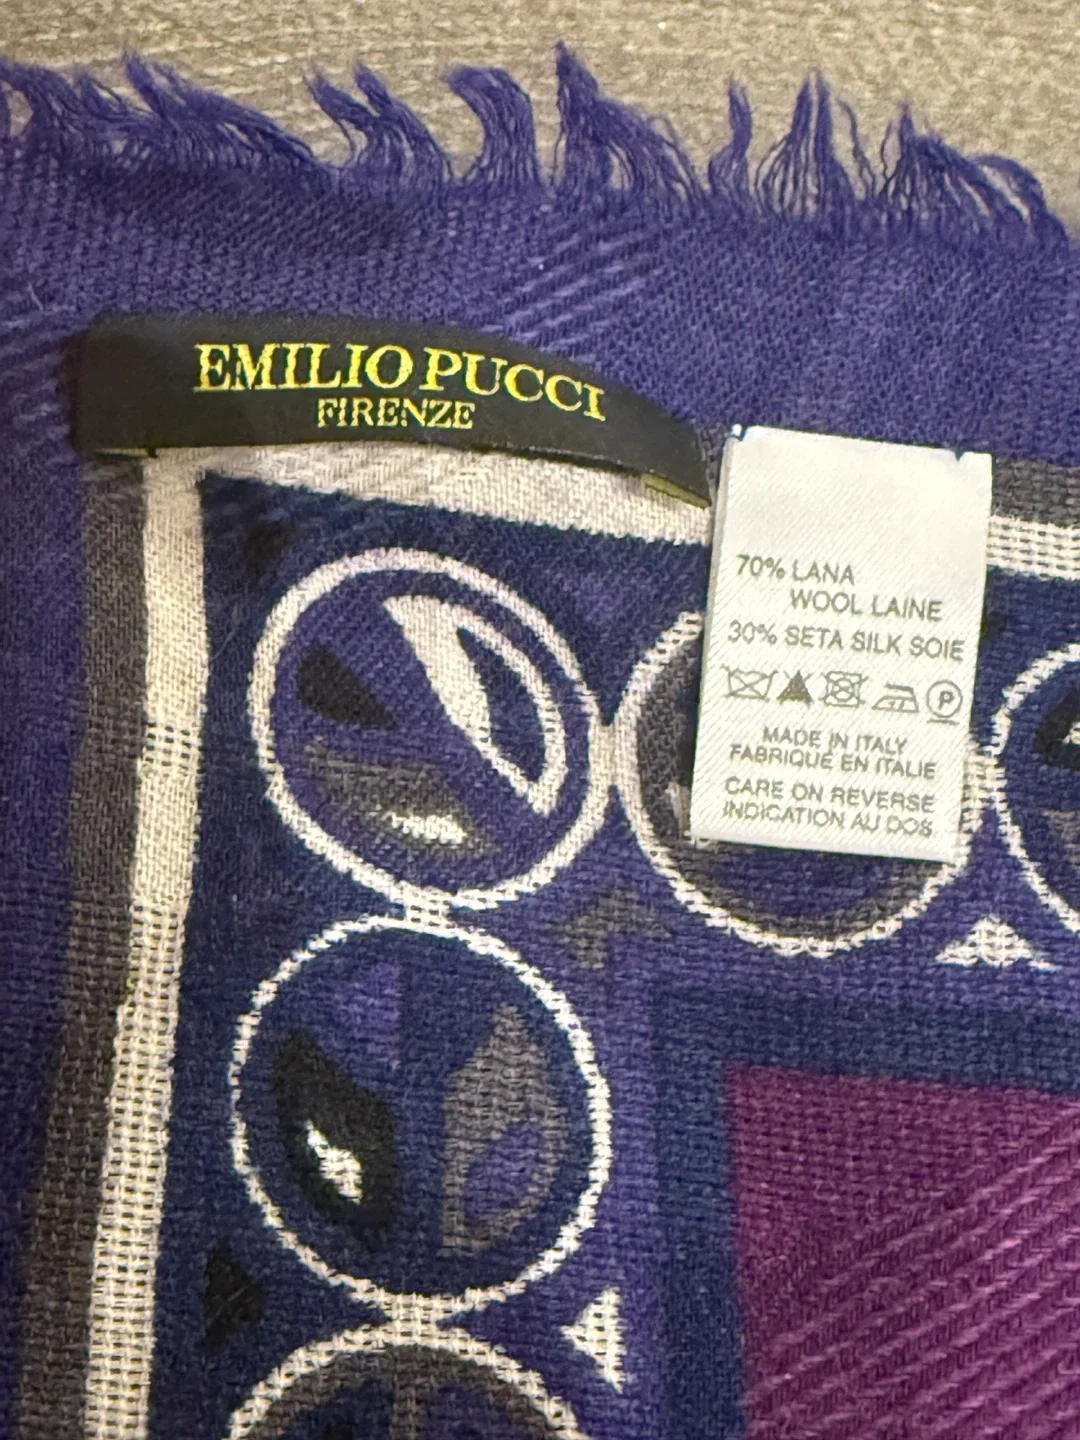 EMILIO PUCCI
FIRENZE
70% LANA
WOOL LAINE
30% SETA SILK SOIE
P
MADE IN ITALY
FABRIQUE EN ITALIE
CARE ON REVERSE
INDICATION AU DOS